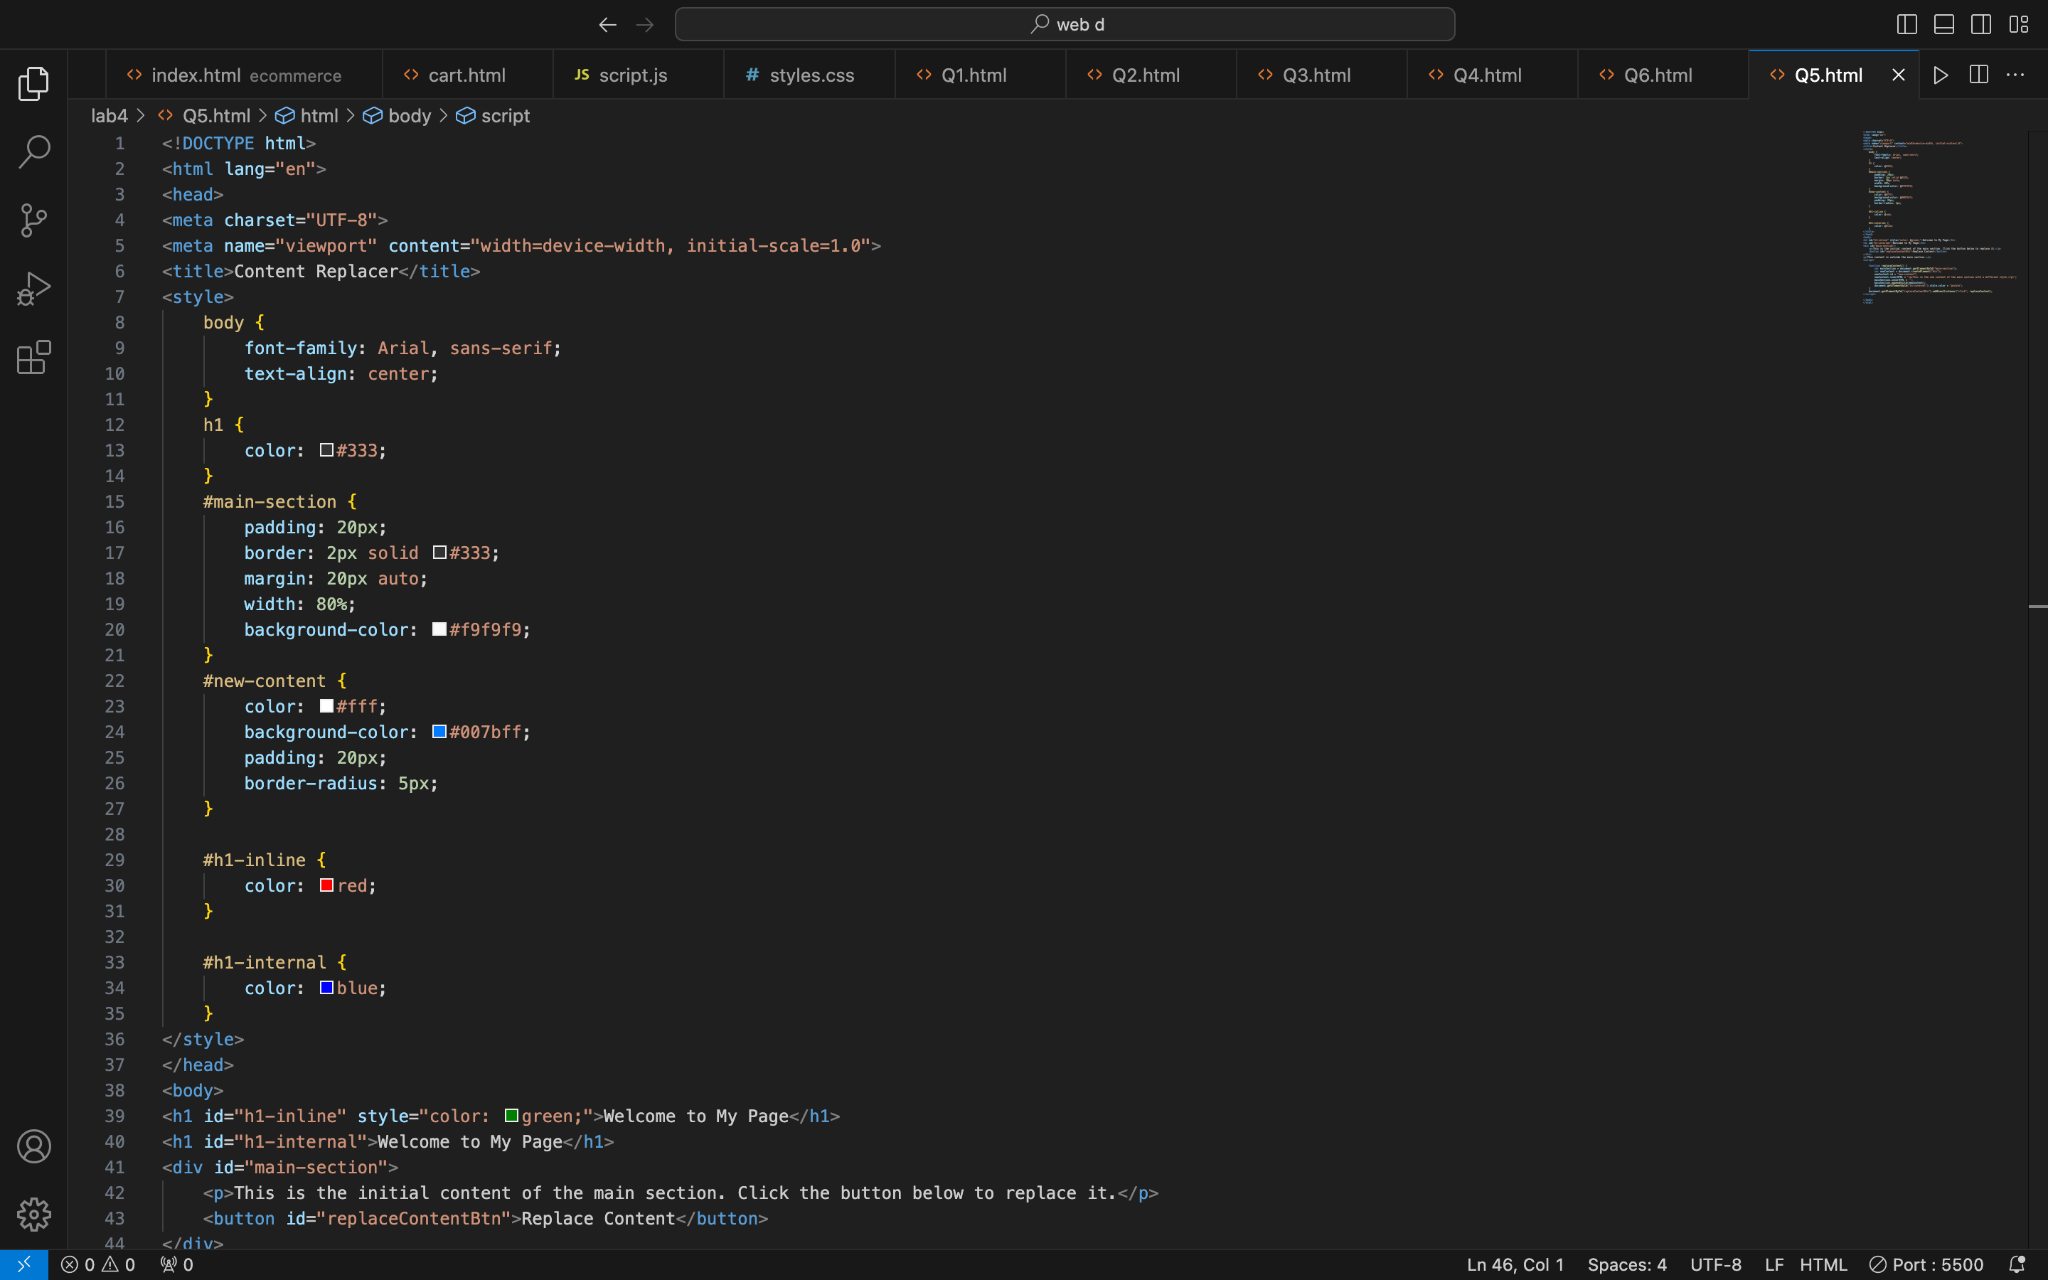 web d
index.html ecommerce
cart.html
JS script.js
# styles.css
Q1.html
Q2.html
Q3.html
Q4.html
Q6.html
Q5.html
lab4 > Q5.html > html > body > script
1 <!DOCTYPE html>
2 <html lang="en">
3 <head>
4 <meta charset="UTF-8">
5 <meta name="viewport" content="width=device-width, initial-scale=1.0">
6 <title>Content Replacer</title>
7 <style>
8 body {
9 font-family: Arial, sans-serif;
10 text-align: center;
11 }
12 h1 {
13 color: #333;
14 }
15 #main-section {
16 padding: 20px;
17 border: 2px solid #333;
18 margin: 20px auto;
19 width: 80%;
20 background-color: #f9f9f9;
21 }
22 #new-content {
23 color: #fff;
24 background-color: #007bff;
25 padding: 20px;
26 border-radius: 5px;
27 }
28
29 #h1-inline {
30 color: red;
31 }
32
33 #h1-internal {
34 color: blue;
35 }
36 </style>
37 </head>
38 <body>
39 <h1 id="h1-inline" style="color: green;">Welcome to My Page</h1>
40 <h1 id="h1-internal">Welcome to My Page</h1>
41 <div id="main-section">
42 <p>This is the initial content of the main section. Click the button below to replace it.</p>
43 <button id="replaceContentBtn">Replace Content</button>
44 </div>
0 0 0 Ln 46, Col 1 Spaces: 4 UTF-8 LF HTML Port : 5500